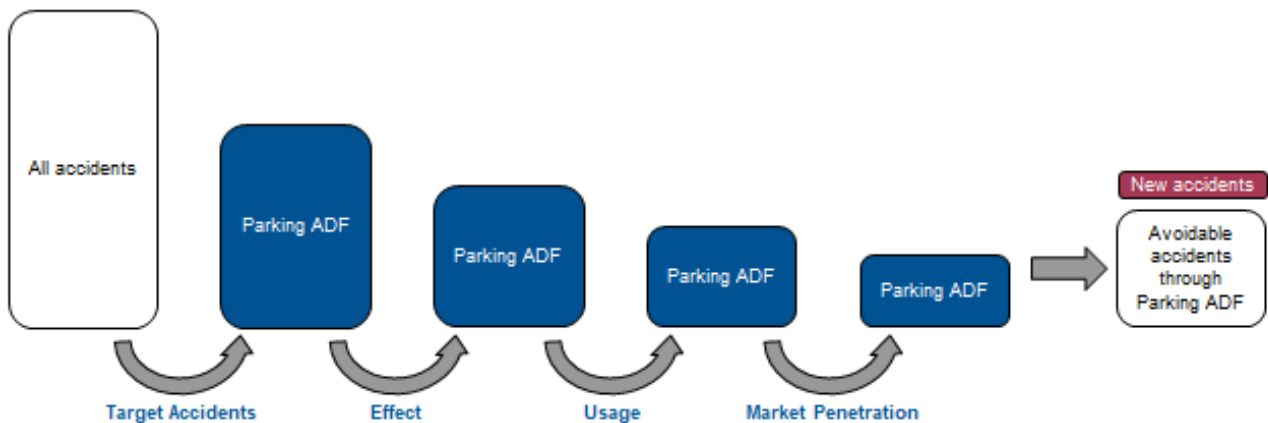 All accidents
Parking ADF
Parking ADF
Parking ADF
Parking ADF
New accidents
Avoidable
accidents
through
Parking ADF
Target Accidents
Effect
Usage
Market Penetration